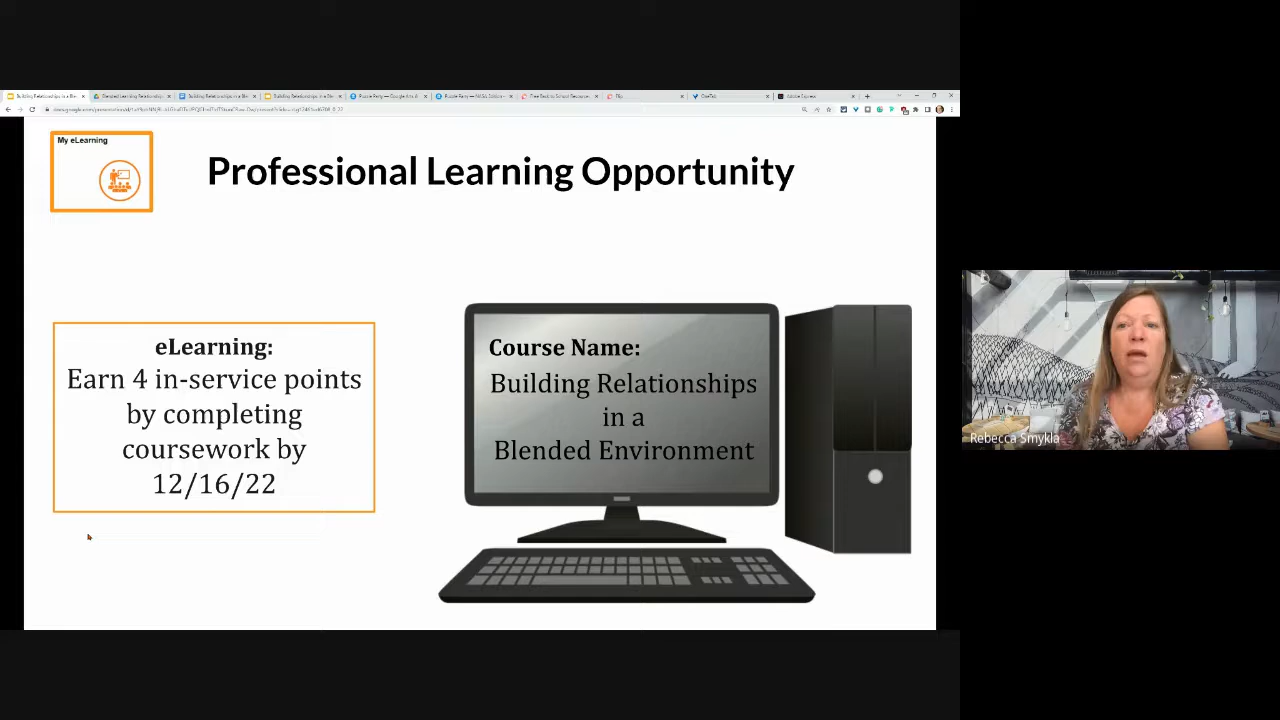 My eLearning
Professional Learning Opportunity
eLearning:
Earn 4 in-service points
by completing
coursework by
12/16/22
Course Name:
Building Relationships
in a
Blended Environment
Rebecca Smykla